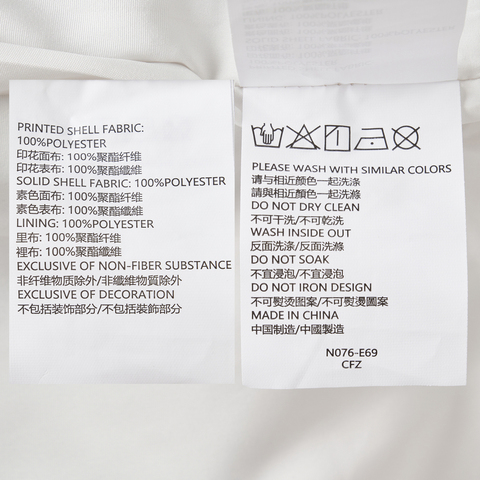 PRINTED SHELL FABRIC:
100%POLYESTER
印花面布: 100%聚酯纤维
印花表布: 100%聚酯纖維
SOLID SHELL FABRIC: 100%POLYESTER
素色面布: 100%聚酯纤维
素色表布: 100%聚酯纖維
LINING: 100%POLYESTER
里布: 100%聚酯纤维
裡布: 100%聚酯纖維
EXCLUSIVE OF NON-FIBER SUBSTANCE
非纤维物质除外/非纖維物質除外
EXCLUSIVE OF DECORATION
不包括装饰部分/不包括裝飾部分
PLEASE WASH WITH SIMILAR COLORS
请与相近颜色一起洗涤
請與相近顏色一起洗滌
DO NOT DRY CLEAN
不可干洗/不可乾洗
WASH INSIDE OUT
反面洗涤/反面洗滌
DO NOT SOAK
不宜浸泡/不宜浸泡
DO NOT IRON DESIGN
不可熨烫图案/不可熨燙圖案
MADE IN CHINA
中国制造/中國製造
N076-E69
CFZ